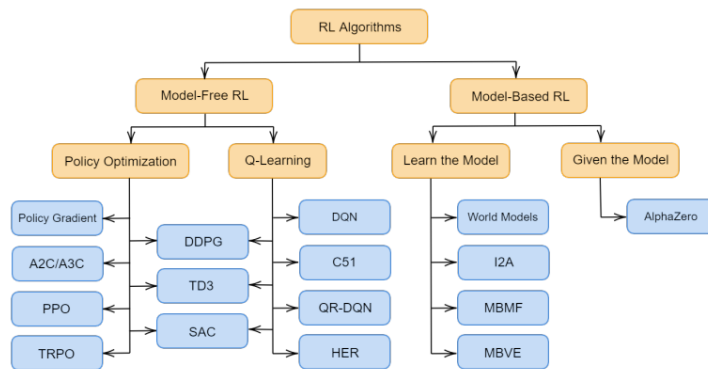 RL Algorithms
Model-Free RL
Model-Based RL
Policy Optimization
Q-Learning
Learn the Model
Given the Model
Policy Gradient
DQN
World Models
AlphaZero
DDPG
A2C/A3C
C51
I2A
TD3
PPO
QR-DQN
MBMF
SAC
TRPO
HER
MBVE